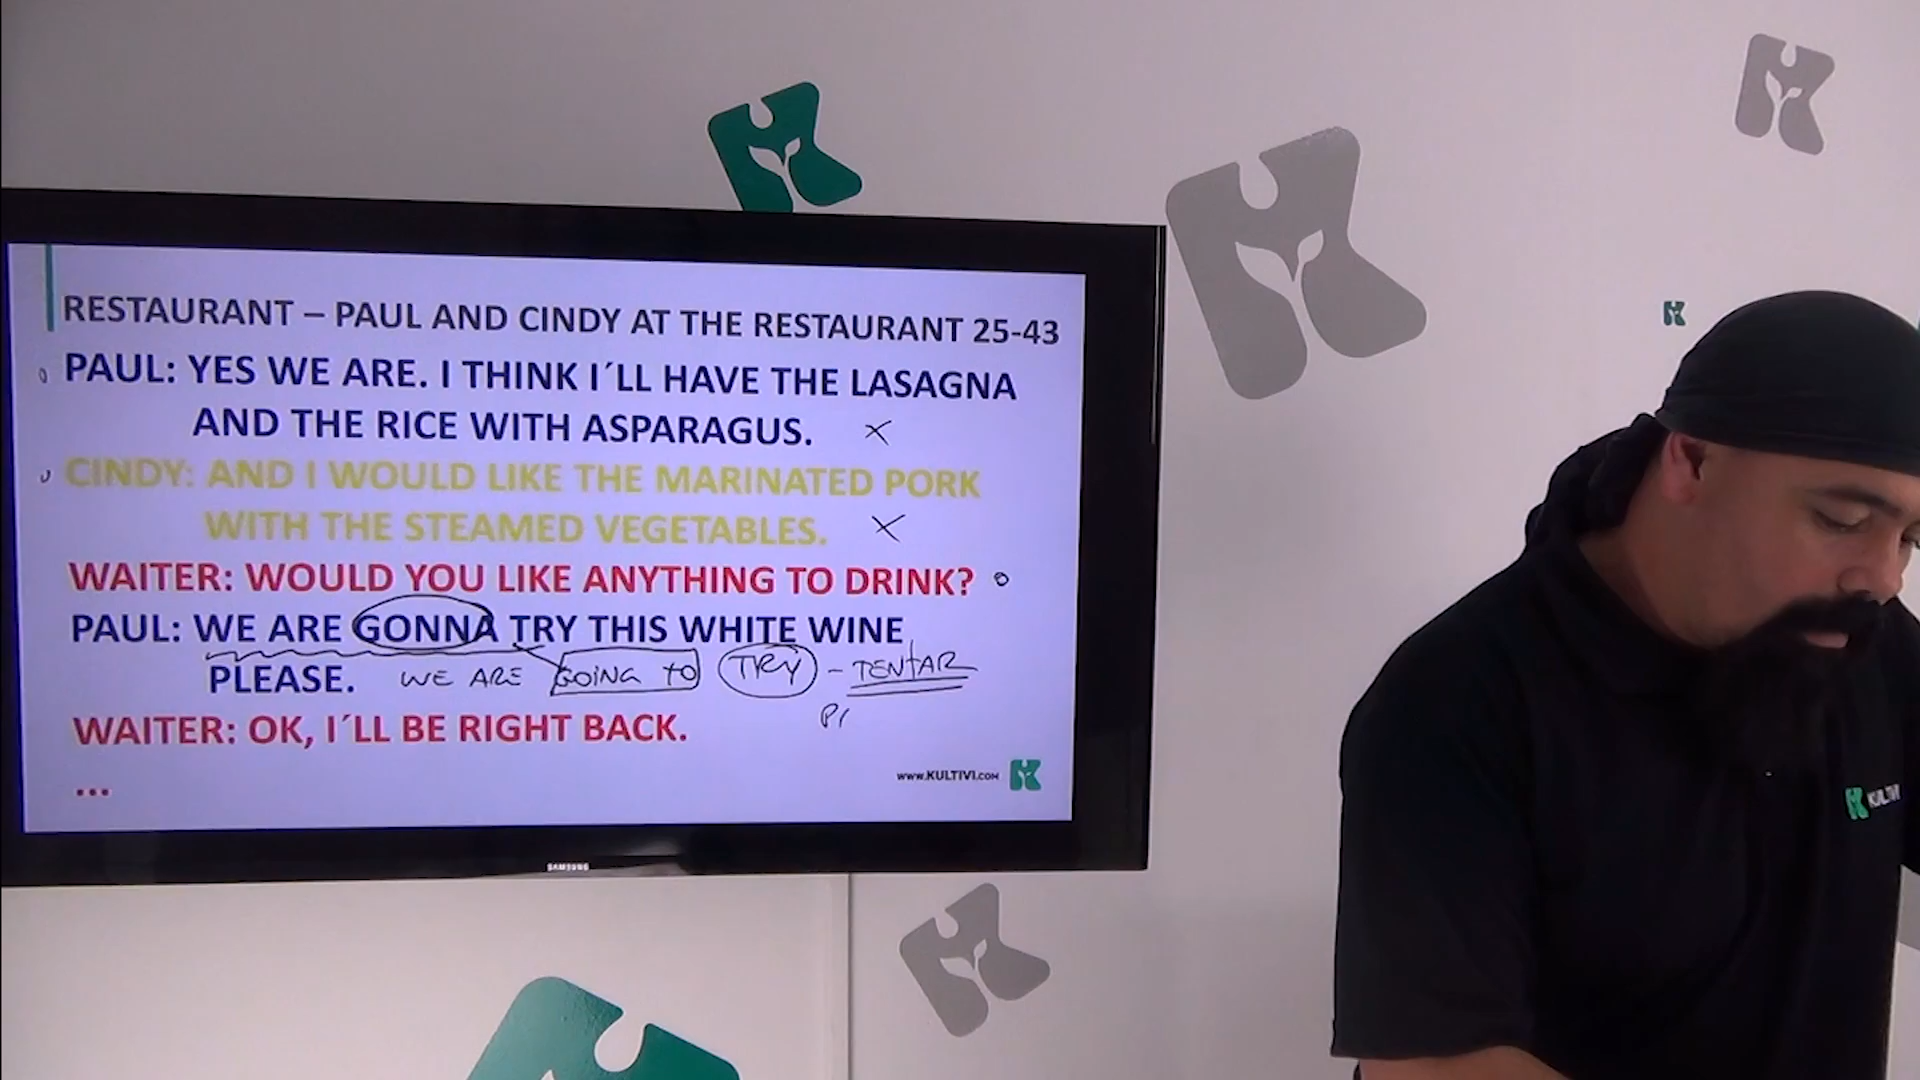 RESTAURANT – PAUL AND CINDY AT THE RESTAURANT 25-43
PAUL: YES WE ARE. I THINK I´LL HAVE THE LASAGNA
AND THE RICE WITH ASPARAGUS.
CINDY: AND I WOULD LIKE THE MARINATED PORK
WITH THE STEAMED VEGETABLES.
WAITER: WOULD YOU LIKE ANYTHING TO DRINK?
PAUL: WE ARE GONNA TRY THIS WHITE WINE
PLEASE.
WE ARE GOING TO TRY - TENTAR
WAITER: OK, I´LL BE RIGHT BACK.
...
www.KULTIVI.COM
SAMSUNG
KULTIVI